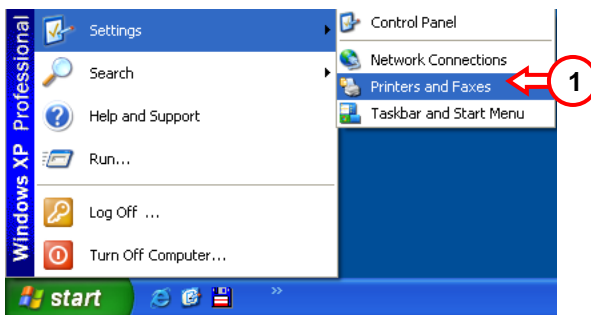 Windows XP Professional
Settings
Search
Help and Support
Run...
Log Off ...
Turn Off Computer...
Control Panel
Network Connections
Printers and Faxes
Taskbar and Start Menu
1
start